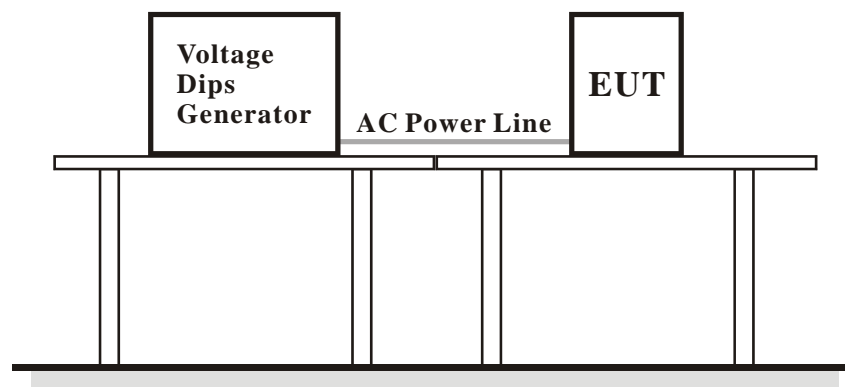 Voltage
Dips
Generator
EUT
AC Power Line